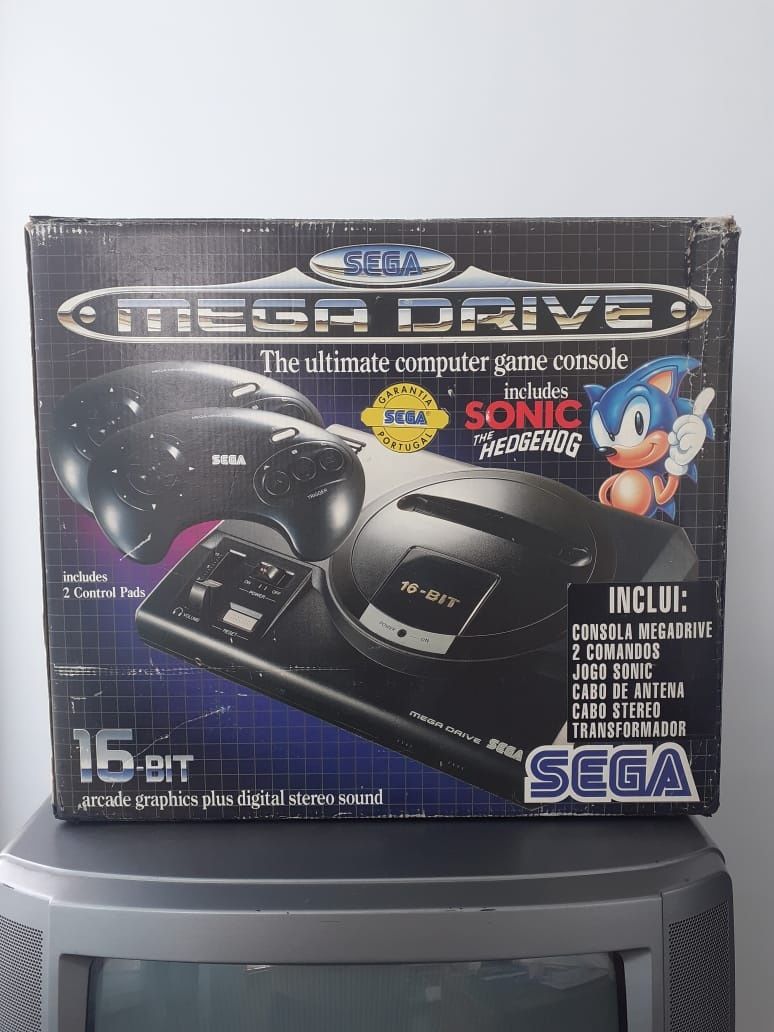 SEGA
MEGA DRIVE
The ultimate computer game console
includes
SONIC
THE
HEDGEHOG
GARANTIA
SEGA
PORTUGAL
SEGA
TRIGGER
includes
2 Control Pads
ON OFF
POWER
VOLUME
RESET
16-BIT
POWER ON
MEGA DRIVE SEGA
INCLUI:
CONSOLA MEGADRIVE
2 COMANDOS
JOGO SONIC
CABO DE ANTENA
CABO STEREO
TRANSFORMADOR
SEGA
16-BIT
arcade graphics plus digital stereo sound